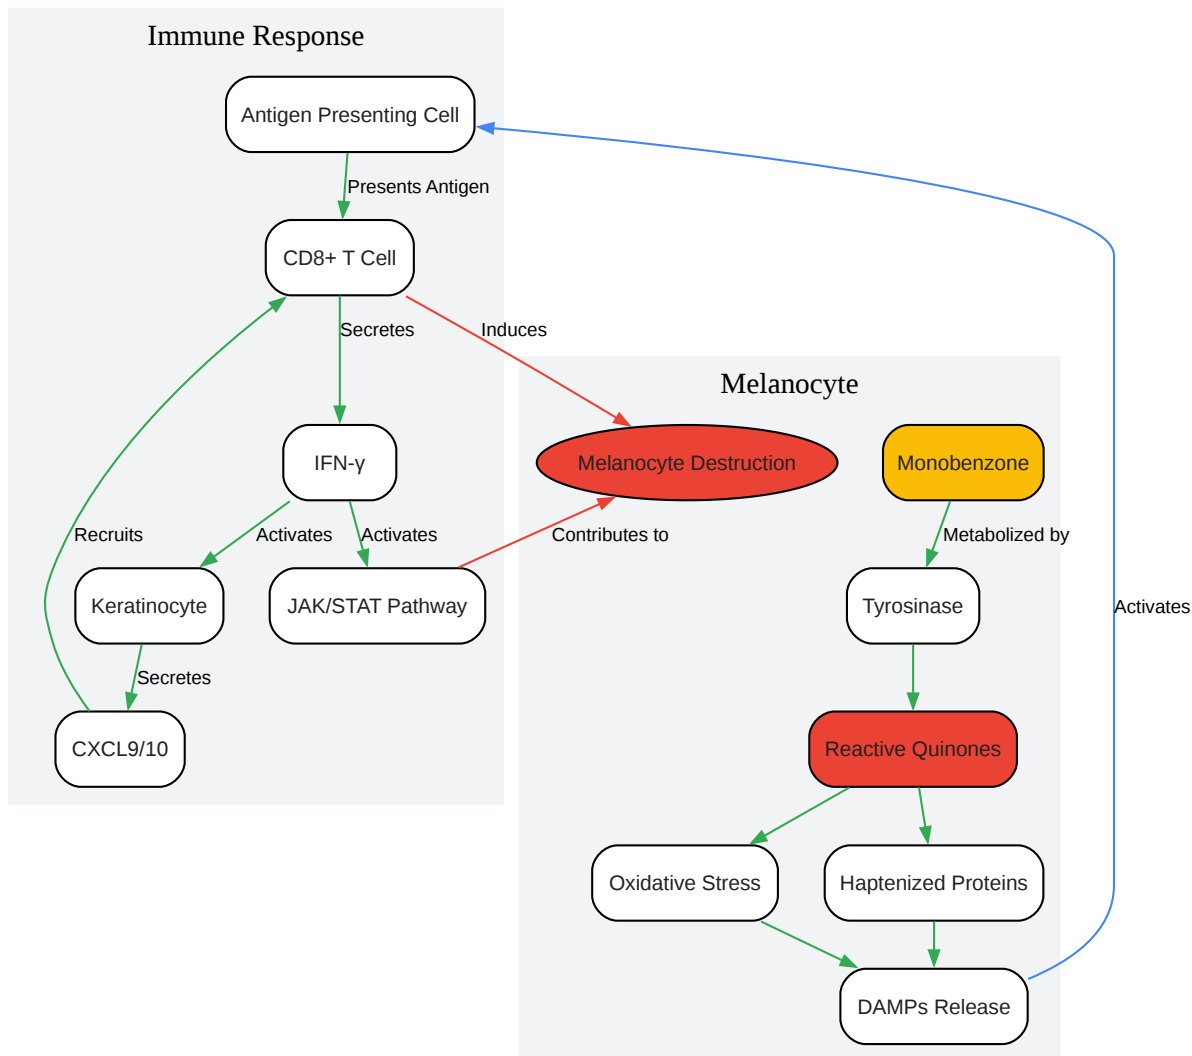 Immune Response
Antigen Presenting Cell
Presents Antigen
CD8+ T Cell
Secretes
Induces
Melanocyte
IFN-γ
Melanocyte Destruction
Monobenzone
Recruits
Activates
Activates
Contributes to
Metabolized by
Keratinocyte
JAK/STAT Pathway
Tyrosinase
Activates
Secretes
CXCL9/10
Reactive Quinones
Oxidative Stress
Haptenized Proteins
DAMPs Release